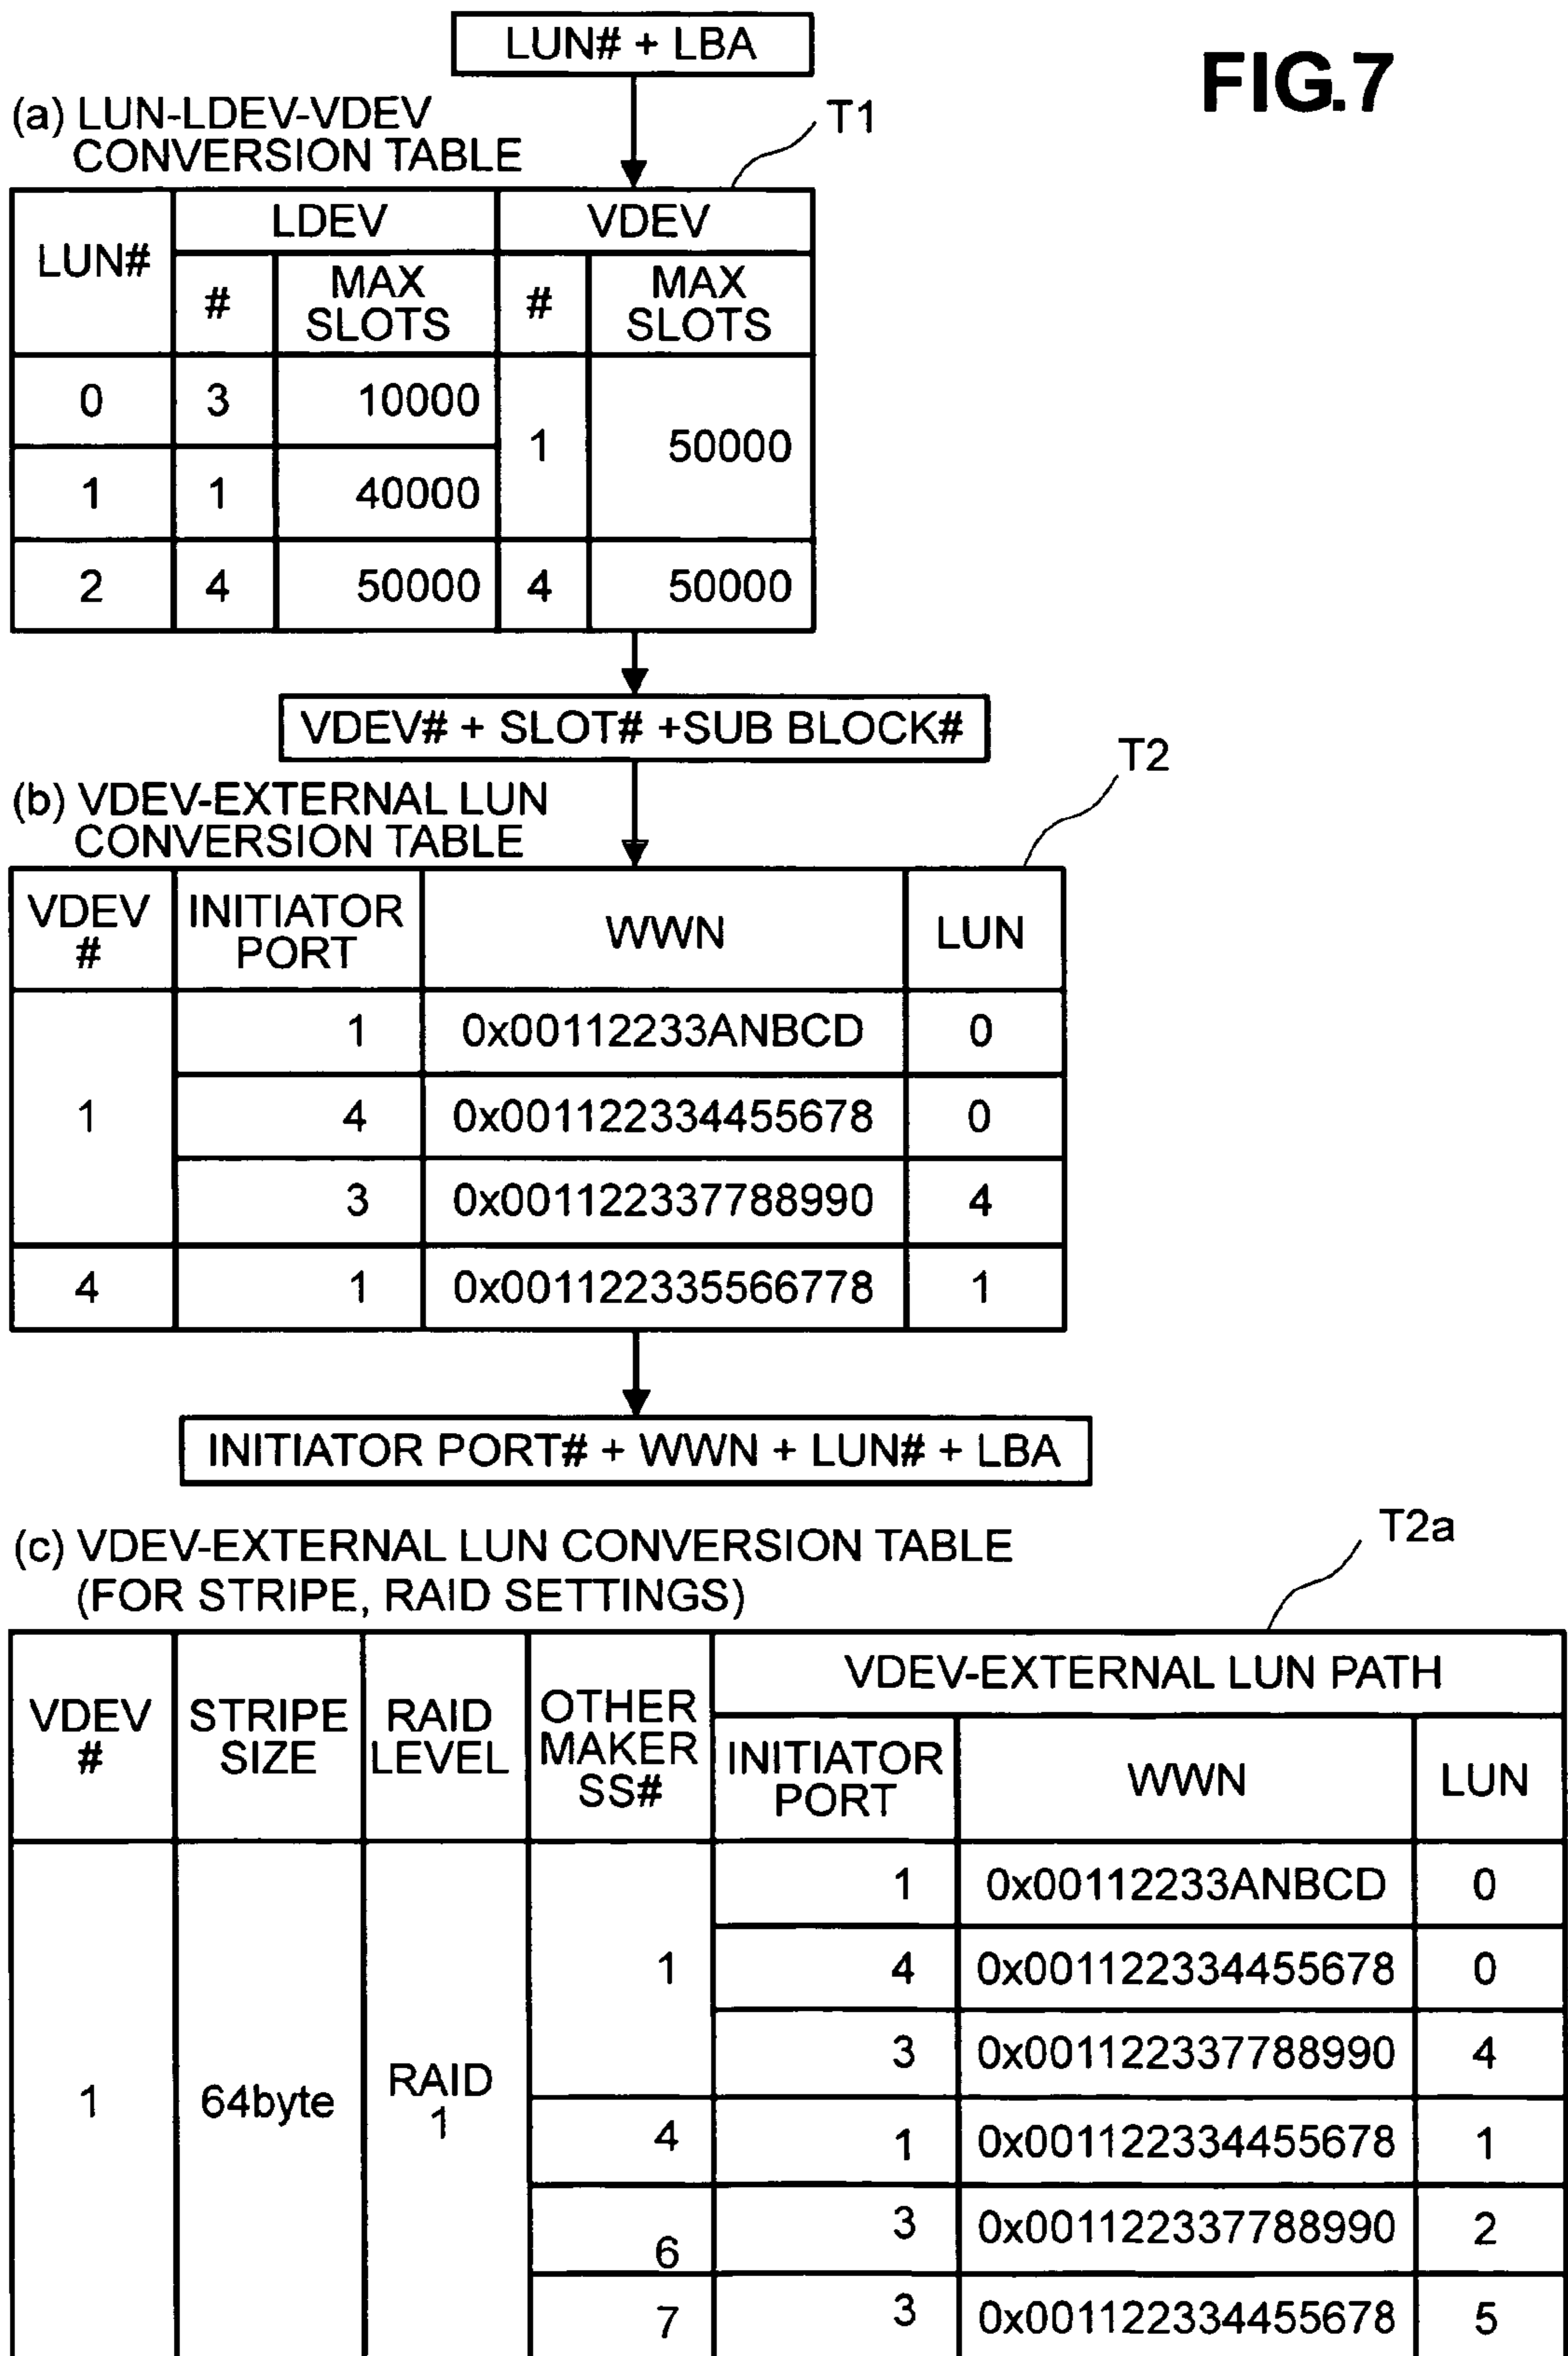 LUN# + LBA
FIG.7
(a) LUN-LDEV-VDEV
CONVERSION TABLE
T1
LUN# LDEV VDEV
# MAX SLOTS # MAX SLOTS
0 3 10000 1 50000
1 1 40000
2 4 50000 4 50000
VDEV# + SLOT# +SUB BLOCK#
T2
(b) VDEV-EXTERNAL LUN
CONVERSION TABLE
VDEV # INITIATOR PORT WWN LUN
1 1 0x00112233ANBCD 0
4 0x001122334455678 0
3 0x001122337788990 4
4 1 0x001122335566778 1
INITIATOR PORT# + WWN + LUN# + LBA
T2a
(c) VDEV-EXTERNAL LUN CONVERSION TABLE
(FOR STRIPE, RAID SETTINGS)
VDEV # STRIPE SIZE RAID LEVEL OTHER MAKER SS# VDEV-EXTERNAL LUN PATH
INITIATOR PORT WWN LUN
1 64byte RAID 1 1 1 0x00112233ANBCD 0
4 0x001122334455678 0
3 0x001122337788990 4
4 1 0x001122334455678 1
6 3 0x001122337788990 2
7 3 0x001122334455678 5